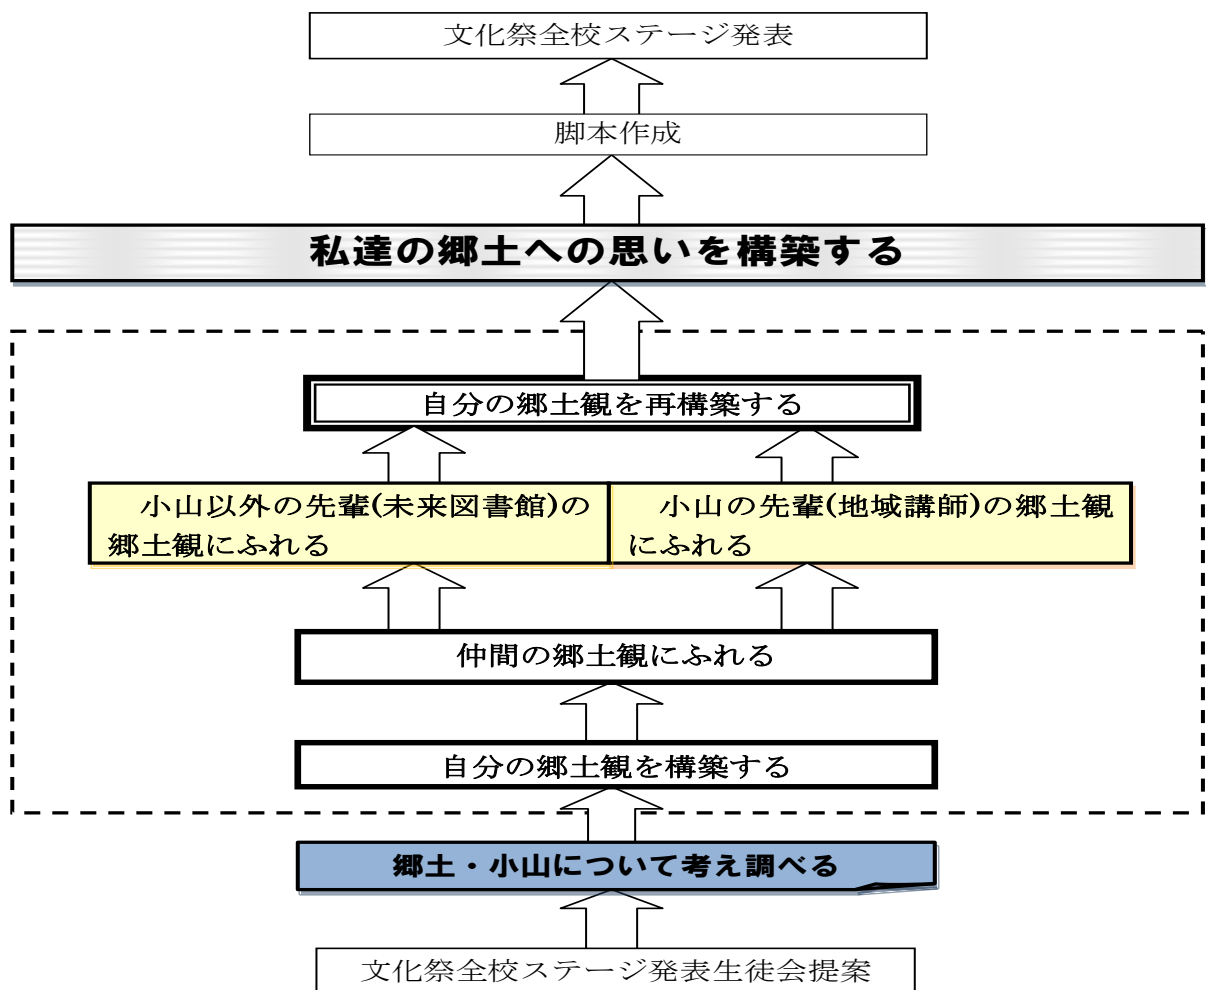 文化祭全校ステージ発表
脚本作成
私達の郷土への思いを構築する
自分の郷土観を再構築する
小山以外の先輩(未来図書館)の
郷土観にふれる
小山の先輩(地域講師)の郷土観
にふれる
仲間の郷土観にふれる
自分の郷土観を構築する
郷土・小山について考え調べる
文化祭全校ステージ発表生徒会提案